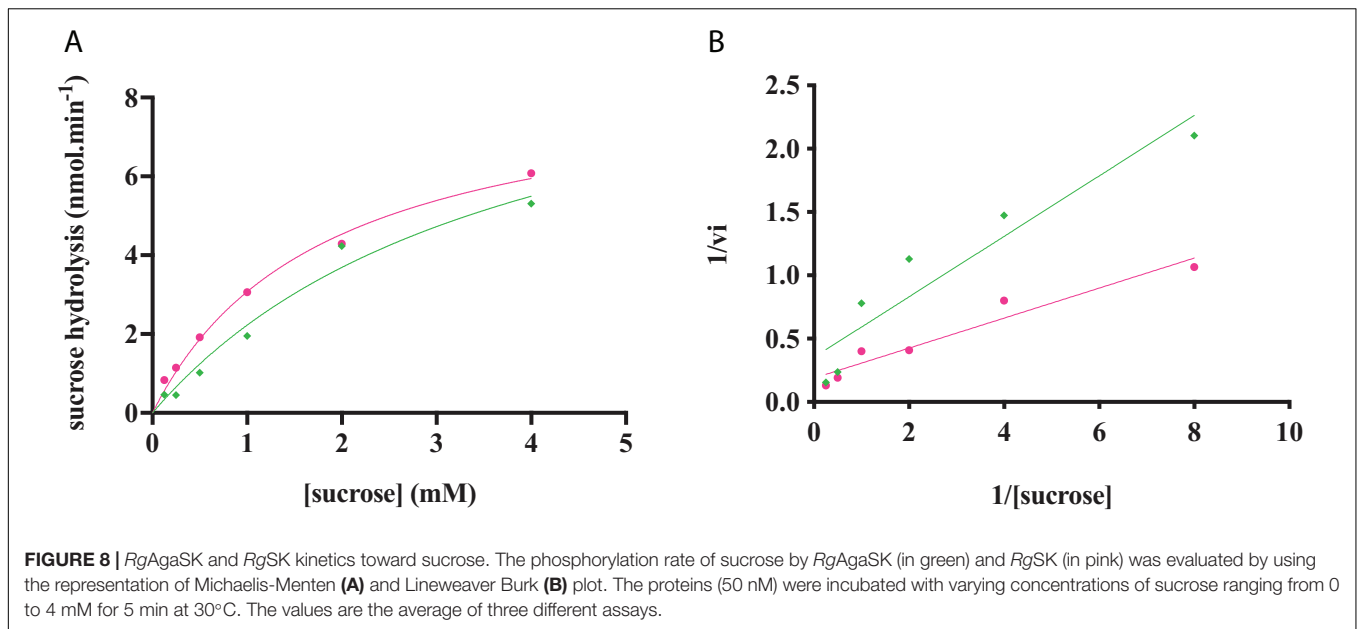 A
sucrose hydrolysis (nmol.min⁻¹)
8
6
4
2
0
0 1 2 3 4 5
[sucrose] (mM)
B
1/vi
2.5
2.0
1.5
1.0
0.5
0.0
0 2 4 6 8 10
1/[sucrose]
FIGURE 8 | RgAgaSK and RgSK kinetics toward sucrose. The phosphorylation rate of sucrose by RgAgaSK (in green) and RgSK (in pink) was evaluated by using
the representation of Michaelis-Menten (A) and Lineweaver Burk (B) plot. The proteins (50 nM) were incubated with varying concentrations of sucrose ranging from 0
to 4 mM for 5 min at 30°C. The values are the average of three different assays.